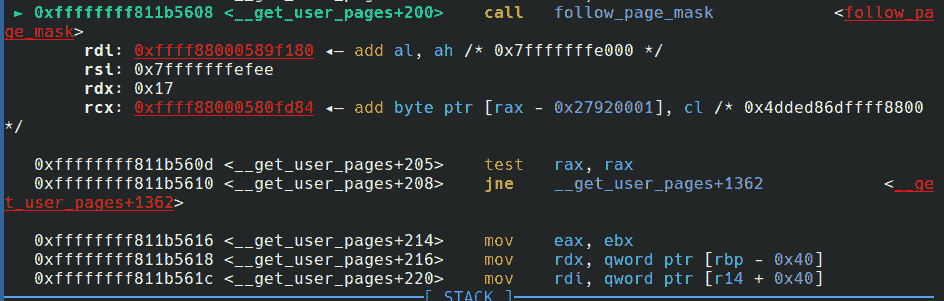 ► 0xffffffff811b5608 <__get_user_pages+200>    call   follow_page_mask            <follow_pa
ge_mask>
        rdi: 0xffff88000589f180 ◂— add al, ah /* 0x7fffffffe000 */
        rsi: 0x7fffffffefee
        rdx: 0x17
        rcx: 0xffff88000580fd84 ◂— add byte ptr [rax - 0x27920001], cl /* 0x4dded86dffff8800
*/
   0xffffffff811b560d <__get_user_pages+205>    test   rax, rax
   0xffffffff811b5610 <__get_user_pages+208>    jne    __get_user_pages+1362            <__ge
t_user_pages+1362>
   0xffffffff811b5616 <__get_user_pages+214>    mov    eax, ebx
   0xffffffff811b5618 <__get_user_pages+216>    mov    rdx, qword ptr [rbp - 0x40]
   0xffffffff811b561c <__get_user_pages+220>    mov    rdi, qword ptr [r14 + 0x40]
[ STACK ]